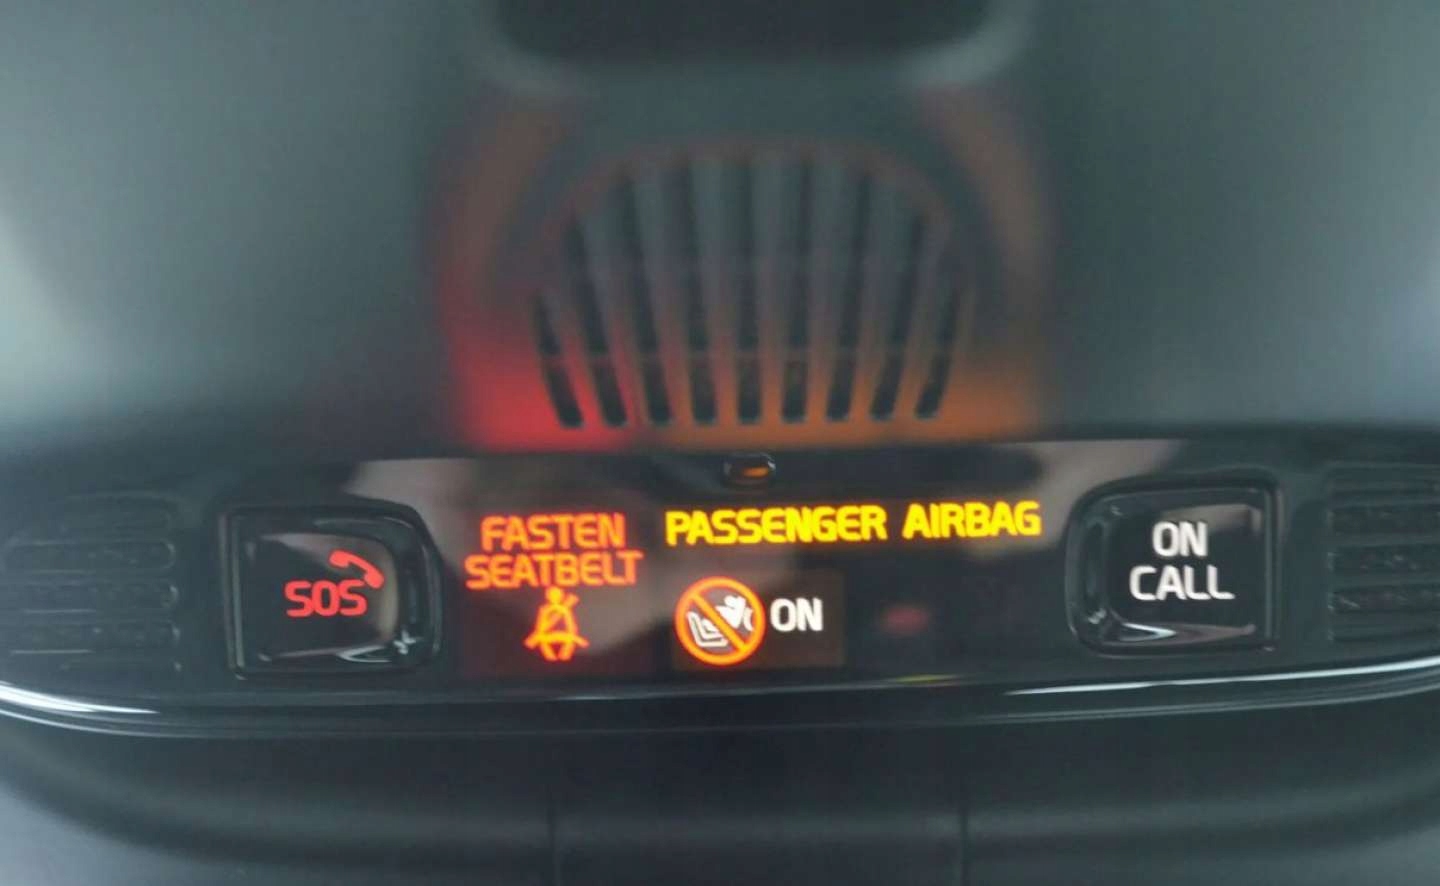 SOS
FASTEN
SEATBELT
PASSENGER AIRBAG
ON
ON
CALL